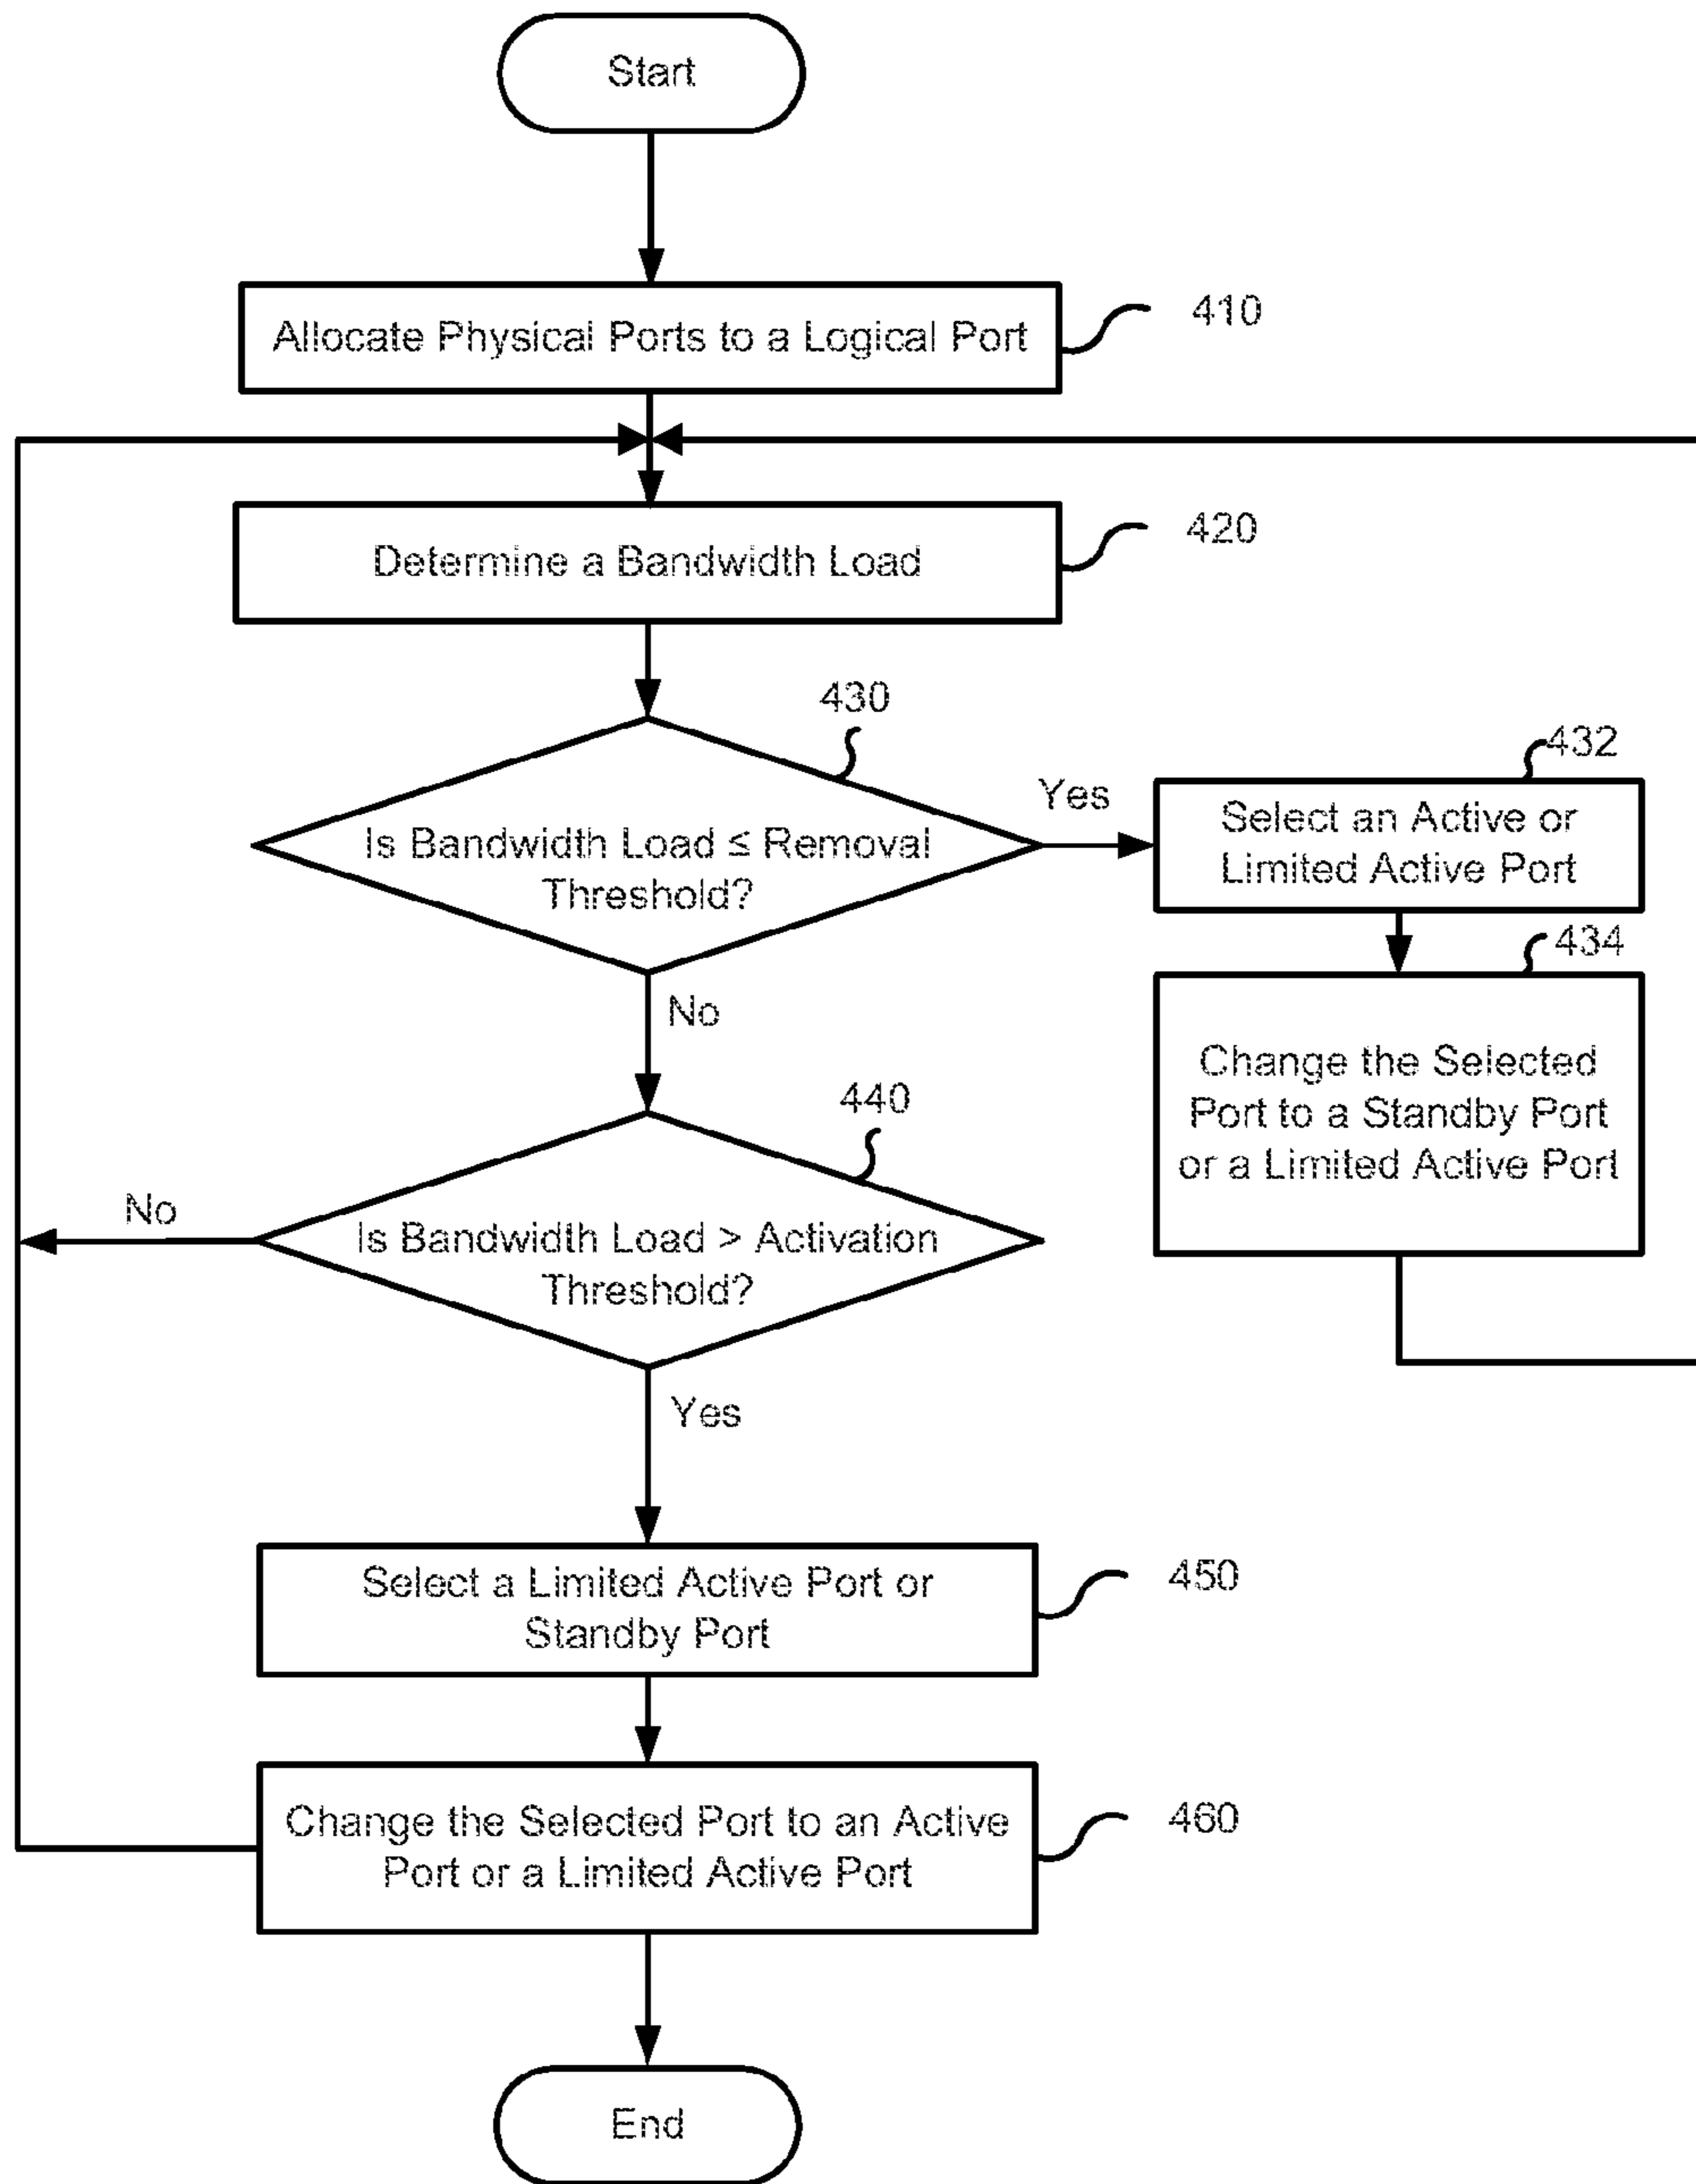 Start
Allocate Physical Ports to a Logical Port
410
Determine a Bandwidth Load
420
430
Is Bandwidth Load ≤ Removal
Threshold?
Yes
432
Select an Active or
Limited Active Port
434
Change the Selected
Port to a Standby Port
or a Limited Active Port
No
440
Is Bandwidth Load > Activation
Threshold?
No
Yes
Select a Limited Active Port or
Standby Port
450
Change the Selected Port to an Active
Port or a Limited Active Port
460
End